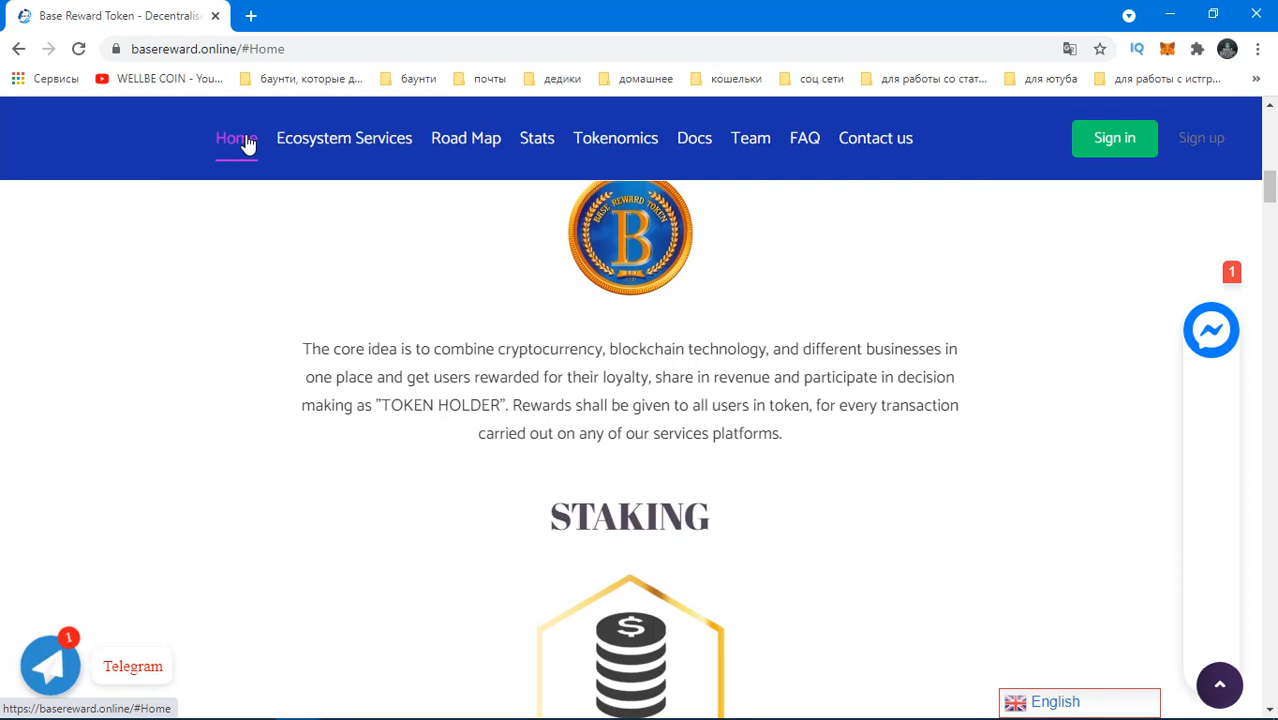 Base Reward Token - Decentralis
basereward.online/#Home
Сервисы
WELLBE COIN - You...
баунти, которые д...
баунти
почты
дедики
домашнее
кошельки
соц сети
для работы со стат...
для ютуба
для работы с истгр...
Home
Ecosystem Services
Road Map
Stats
Tokenomics
Docs
Team
FAQ
Contact us
Sign in
Sign up
BASE REWARD TOKEN
B
1
The core idea is to combine cryptocurrency, blockchain technology, and different businesses in
one place and get users rewarded for their loyalty, share in revenue and participate in decision
making as "TOKEN HOLDER". Rewards shall be given to all users in token, for every transaction
carried out on any of our services platforms.
STAKING
$
1
Telegram
https://basereward.online/#Home
English